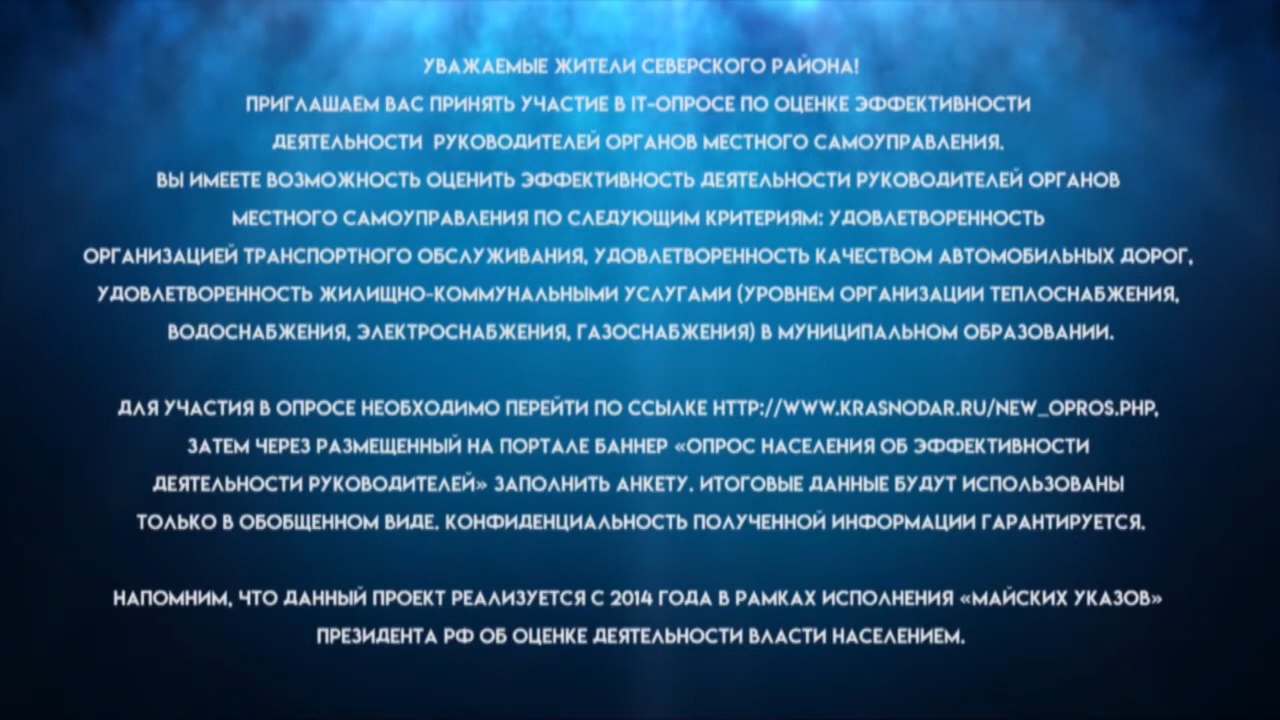 УВАЖАЕМЫЕ ЖИТЕЛИ СЕВЕРСКОГО РАЙОНА!
ПРИГЛАШАЕМ ВАС ПРИНЯТЬ УЧАСТИЕ В IT-ОПРОСЕ ПО ОЦЕНКЕ ЭФФЕКТИВНОСТИ
ДЕЯТЕЛЬНОСТИ РУКОВОДИТЕЛЕЙ ОРГАНОВ МЕСТНОГО САМОУПРАВЛЕНИЯ.
ВЫ ИМЕЕТЕ ВОЗМОЖНОСТЬ ОЦЕНИТЬ ЭФФЕКТИВНОСТЬ ДЕЯТЕЛЬНОСТИ РУКОВОДИТЕЛЕЙ ОРГАНОВ
МЕСТНОГО САМОУПРАВЛЕНИЯ ПО СЛЕДУЮЩИМ КРИТЕРИЯМ: УДОВЛЕТВОРЕННОСТЬ
ОРГАНИЗАЦИЕЙ ТРАНСПОРТНОГО ОБСЛУЖИВАНИЯ, УДОВЛЕТВОРЕННОСТЬ КАЧЕСТВОМ АВТОМОБИЛЬНЫХ ДОРОГ,
УДОВЛЕТВОРЕННОСТЬ ЖИЛИЩНО-КОММУНАЛЬНЫМИ УСЛУГАМИ (УРОВНЕМ ОРГАНИЗАЦИИ ТЕПЛОСНАБЖЕНИЯ,
ВОДОСНАБЖЕНИЯ, ЭЛЕКТРОСНАБЖЕНИЯ, ГАЗОСНАБЖЕНИЯ) В МУНИЦИПАЛЬНОМ ОБРАЗОВАНИИ.
ДЛЯ УЧАСТИЯ В ОПРОСЕ НЕОБХОДИМО ПЕРЕЙТИ ПО ССЫЛКЕ HTTP://WWW.KRASNODAR.RU/NEW_OPROS.PHP,
ЗАТЕМ ЧЕРЕЗ РАЗМЕЩЕННЫЙ НА ПОРТАЛЕ БАННЕР «ОПРОС НАСЕЛЕНИЯ ОБ ЭФФЕКТИВНОСТИ
ДЕЯТЕЛЬНОСТИ РУКОВОДИТЕЛЕЙ» ЗАПОЛНИТЬ АНКЕТУ. ИТОГОВЫЕ ДАННЫЕ БУДУТ ИСПОЛЬЗОВАНЫ
ТОЛЬКО В ОБОБЩЕННОМ ВИДЕ. КОНФИДЕНЦИАЛЬНОСТЬ ПОЛУЧЕННОЙ ИНФОРМАЦИИ ГАРАНТИРУЕТСЯ.
НАПОМНИМ, ЧТО ДАННЫЙ ПРОЕКТ РЕАЛИЗУЕТСЯ С 2014 ГОДА В РАМКАХ ИСПОЛНЕНИЯ «МАЙСКИХ УКАЗОВ»
ПРЕЗИДЕНТА РФ ОБ ОЦЕНКЕ ДЕЯТЕЛЬНОСТИ ВЛАСТИ НАСЕЛЕНИЕМ.